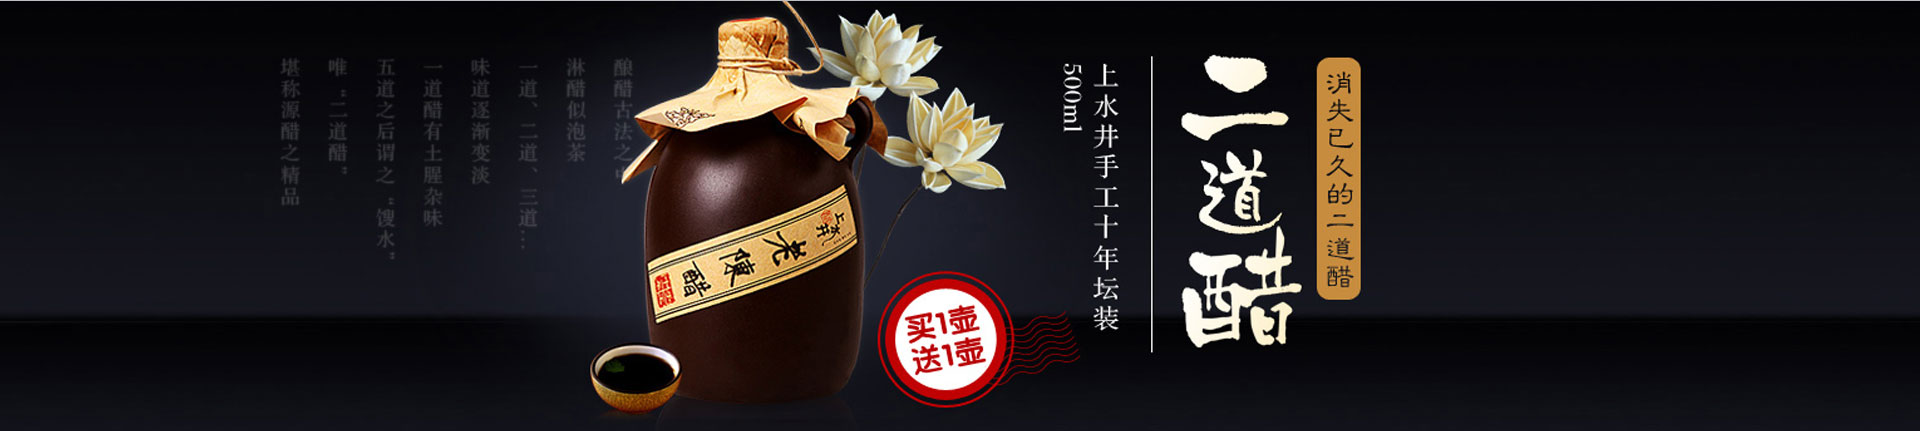 消失已久的二道醋
二道醋
上水井手工十年坛装
500ml
买1壶
送1壶
上水井
老陳醋
酿醋古法之
淋醋似泡茶
一道、二道、三道...
味道逐渐变淡
一道醋有土腥杂味
五道之后谓之“馊水”
唯“二道醋”
堪称源醋之精品